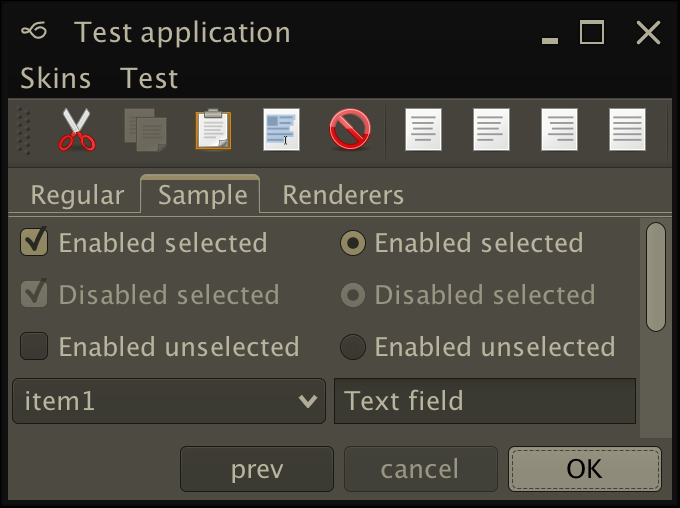 Test application
Skins Test
Regular Sample Renderers
Enabled selected Enabled selected
Disabled selected Disabled selected
Enabled unselected Enabled unselected
item1 Text field
prev cancel OK